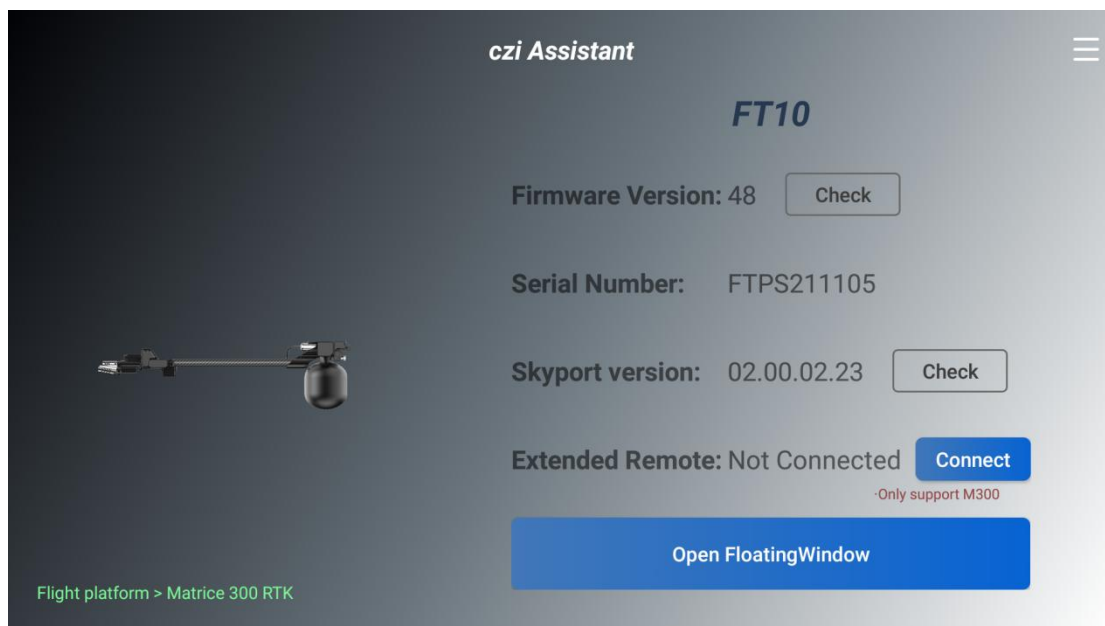 czi Assistant
FT10
Firmware Version: 48 Check
Serial Number: FTPS211105
Skyport version: 02.00.02.23 Check
Extended Remote: Not Connected Connect
·Only support M300
Open FloatingWindow
Flight platform > Matrice 300 RTK